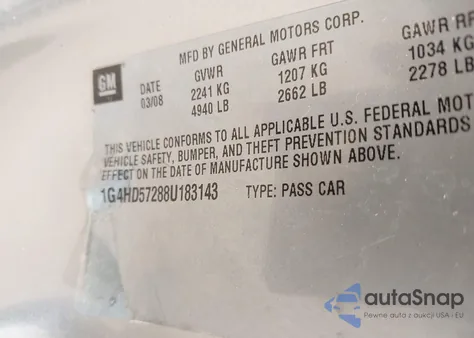 MFD BY GENERAL MOTORS CORP.
GM DATE GVWR GAWR FRT GAWR RR
03/08 2241 KG 1207 KG 1034 KG
4940 LB 2662 LB 2278 LB
THIS VEHICLE CONFORMS TO ALL APPLICABLE U.S. FEDERAL MOT
VEHICLE SAFETY, BUMPER, AND THEFT PREVENTION STANDARDS
EFFECT ON THE DATE OF MANUFACTURE SHOWN ABOVE.
1G4HD57288U183143 TYPE: PASS CAR
autoSnap
Pewne auta z aukcji USA i EU